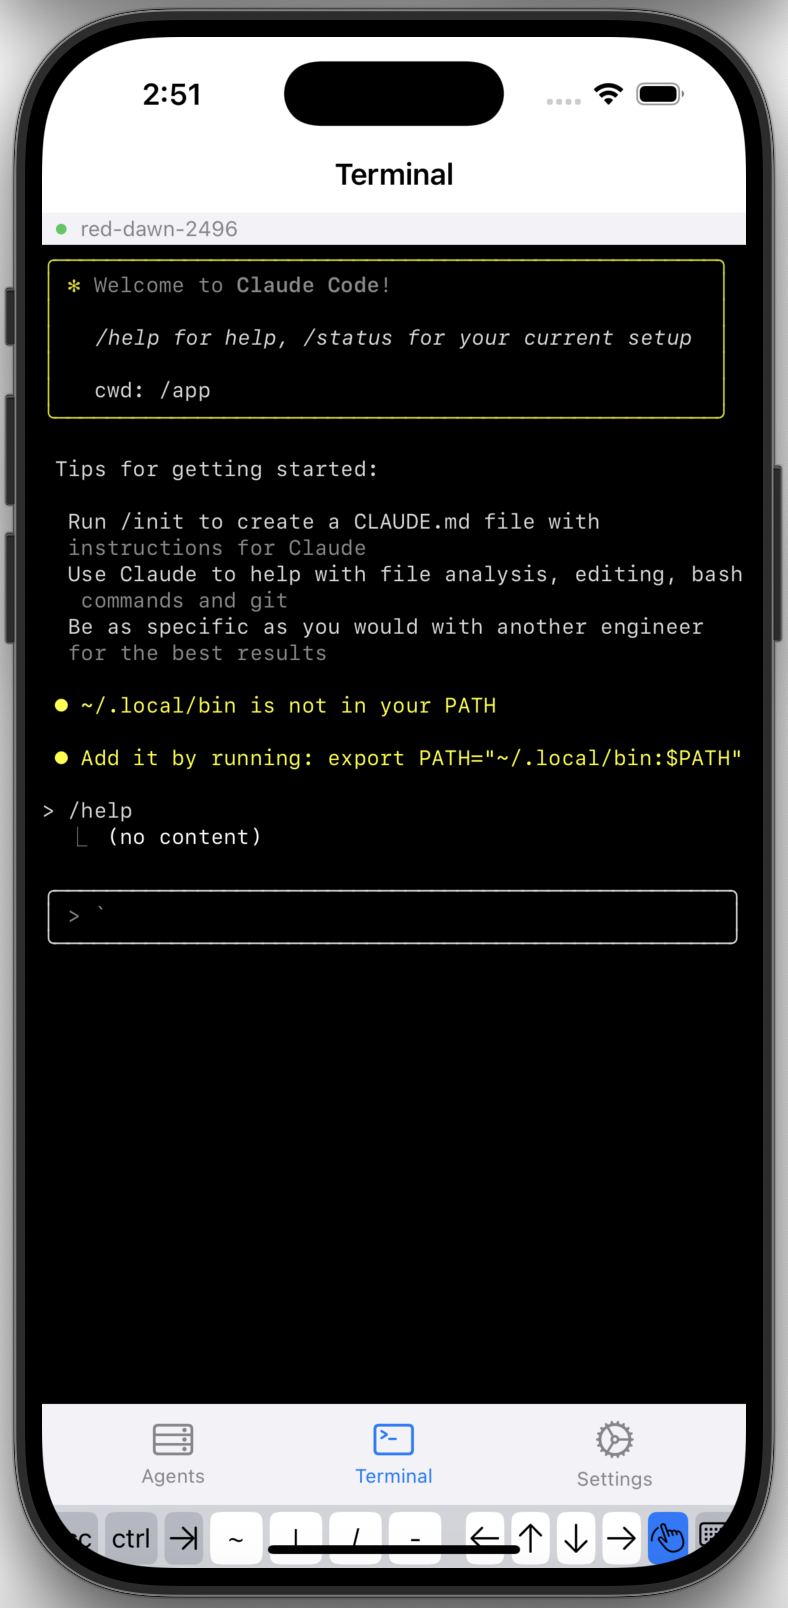 2:51
Terminal
red-dawn-2496
✻ Welcome to Claude Code!
/help for help, /status for your current setup
cwd: /app
Tips for getting started:
Run /init to create a CLAUDE.md file with
instructions for Claude
Use Claude to help with file analysis, editing, bash
commands and git
Be as specific as you would with another engineer
for the best results
● ~/.local/bin is not in your PATH
● Add it by running: export PATH="~/.local/bin:$PATH"
> /help
⎿ (no content)
> `
Agents
Terminal
Settings
ctrl ~ | / -